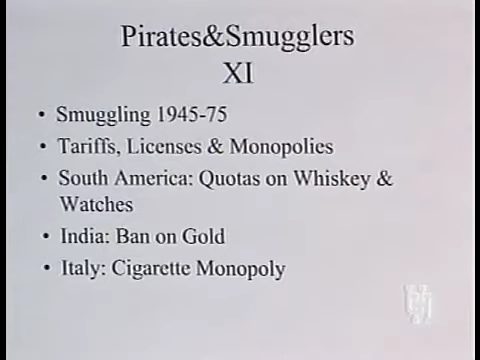 Pirates&Smugglers
XI
• Smuggling 1945-75
• Tariffs, Licenses & Monopolies
• South America: Quotas on Whiskey &
Watches
• India: Ban on Gold
• Italy: Cigarette Monopoly